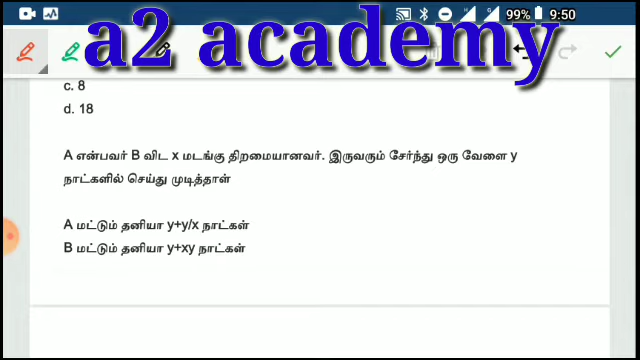 99% 9:50
a2 academy
c. 8
d. 18
A என்பவர் B விட x மடங்கு திறமையானவர். இருவரும் சேர்ந்து ஒரு வேளை y
நாட்களில் செய்து முடித்தாள்
A மட்டும் தனியா y+y/x நாட்கள்
B மட்டும் தனியா y+xy நாட்கள்